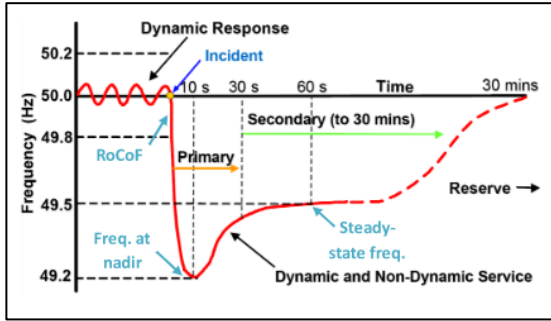 Dynamic Response
50.2
Incident
10 s
30 s
60 s
Time
30 mins
50.0
Secondary (to 30 mins)
49.8
RoCoF
Primary
Frequency (Hz)
Reserve
49.5
Freq. at
nadir
Steady-
state freq.
49.2
Dynamic and Non-Dynamic Service